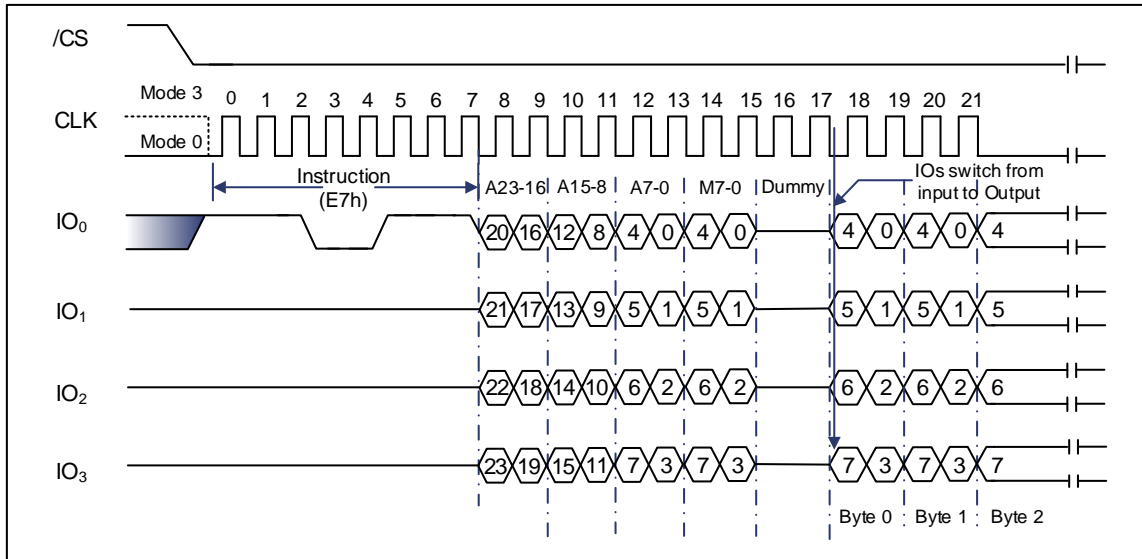 /CS
Mode 3
0 1 2 3 4 5 6 7 8 9 10 11 12 13 14 15 16 17 18 19 20 21
CLK
Mode 0
Instruction
(E7h)
A23-16 A15-8 A7-0 M7-0 Dummy
IOs switch from
input to Output
IO0 20 16 12 8 4 0 4 0 4 0 4 0 4
IO1 21 17 13 9 5 1 5 1 5 1 5 1 5
IO2 22 18 14 10 6 2 6 2 6 2 6 2 6
IO3 23 19 15 11 7 3 7 3 7 3 7 3 7
Byte 0 Byte 1 Byte 2